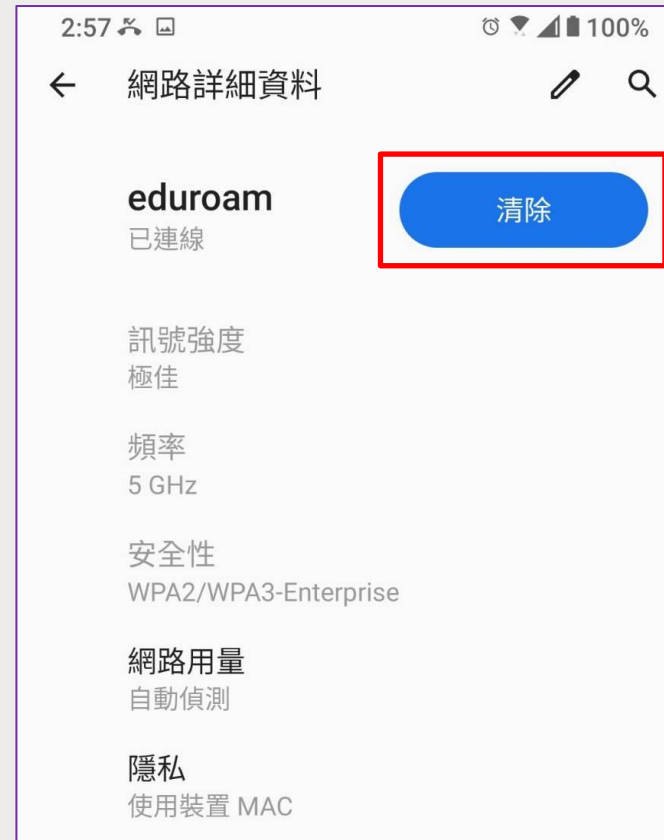 2:57 100%
網路詳細資料
eduroam
已連線
清除
訊號強度
極佳
頻率
5 GHz
安全性
WPA2/WPA3-Enterprise
網路用量
自動偵測
隱私
使用裝置 MAC